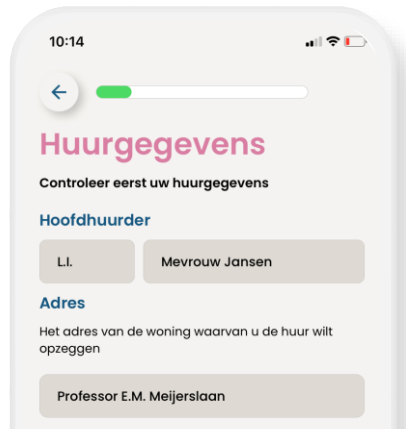 10:14
Huurgegevens
Controleer eerst uw huurgegevens
Hoofdhuurder
L.I. Mevrouw Jansen
Adres
Het adres van de woning waarvan u de huur wilt
opzeggen
Professor E.M. Meijerslaan